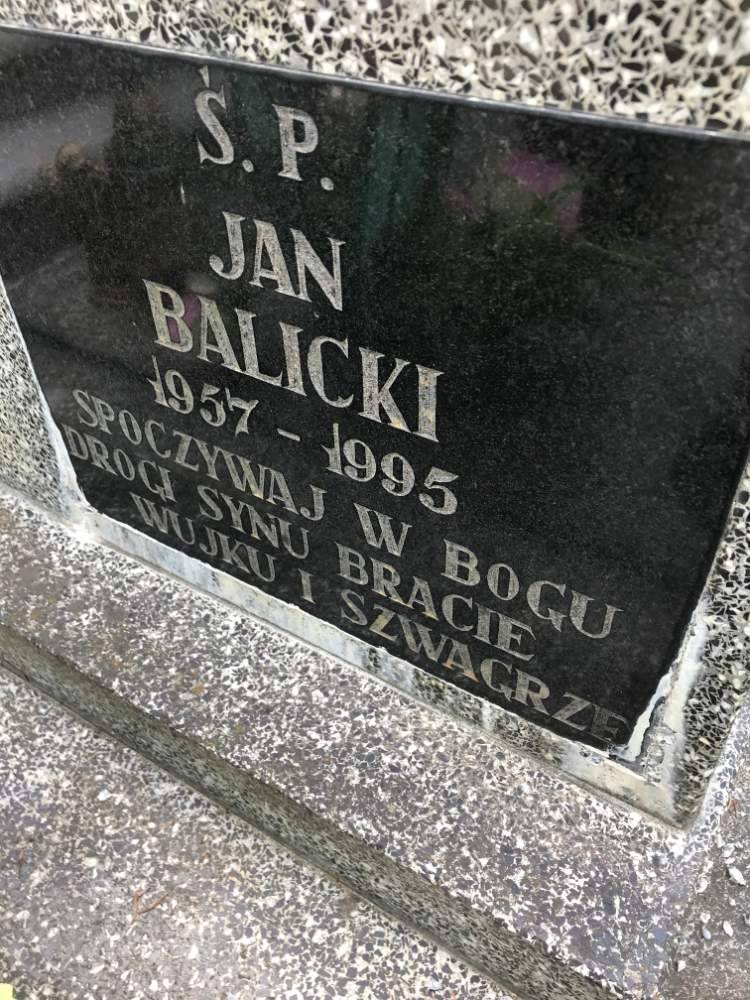 Ś. P.
JAN
BALICKI
1957 - 1995
SPOCZYWAJ W BOGU
DROGI SYNU BRACIE
WUJKU I SZWAGRZE